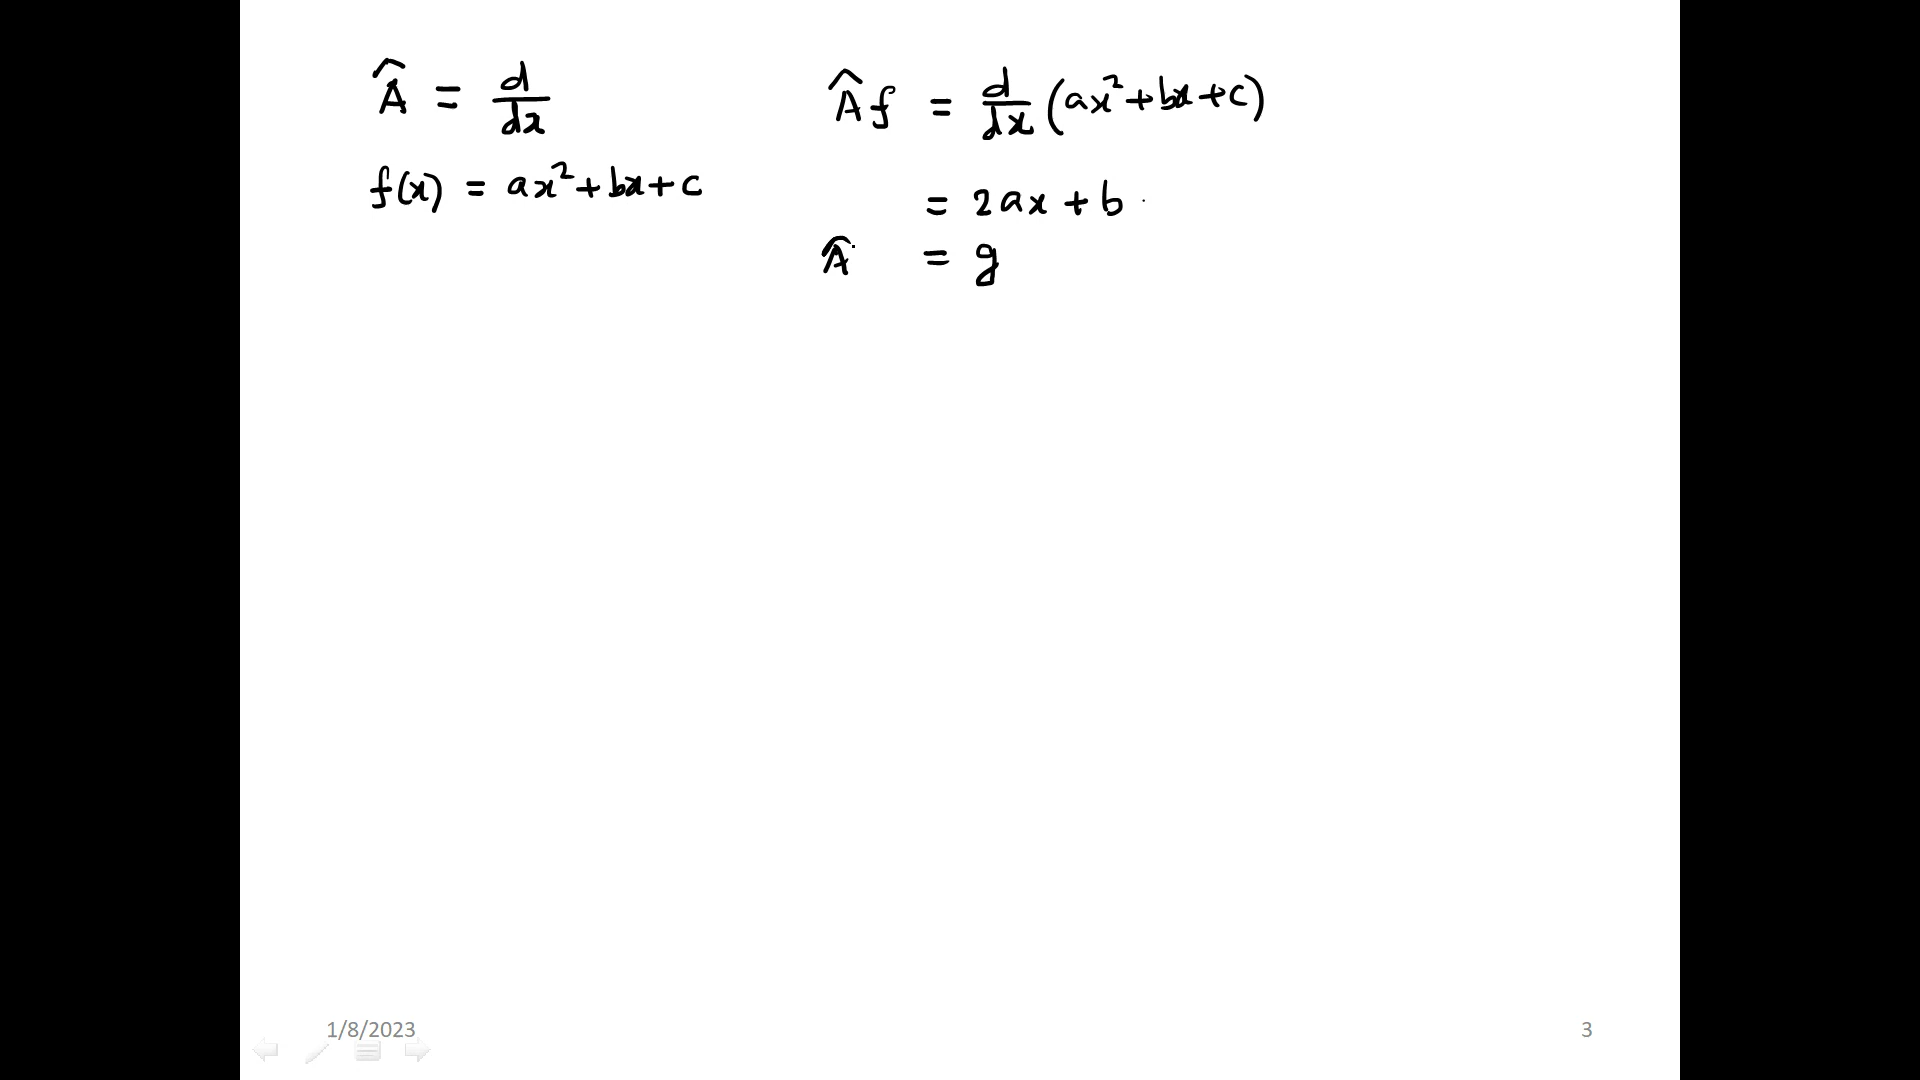 Â = d/dx
f(x) = ax² + bx + c
Âf = d/dx (ax² + bx + c)
= 2ax + b
Â = g
1/8/2023
3